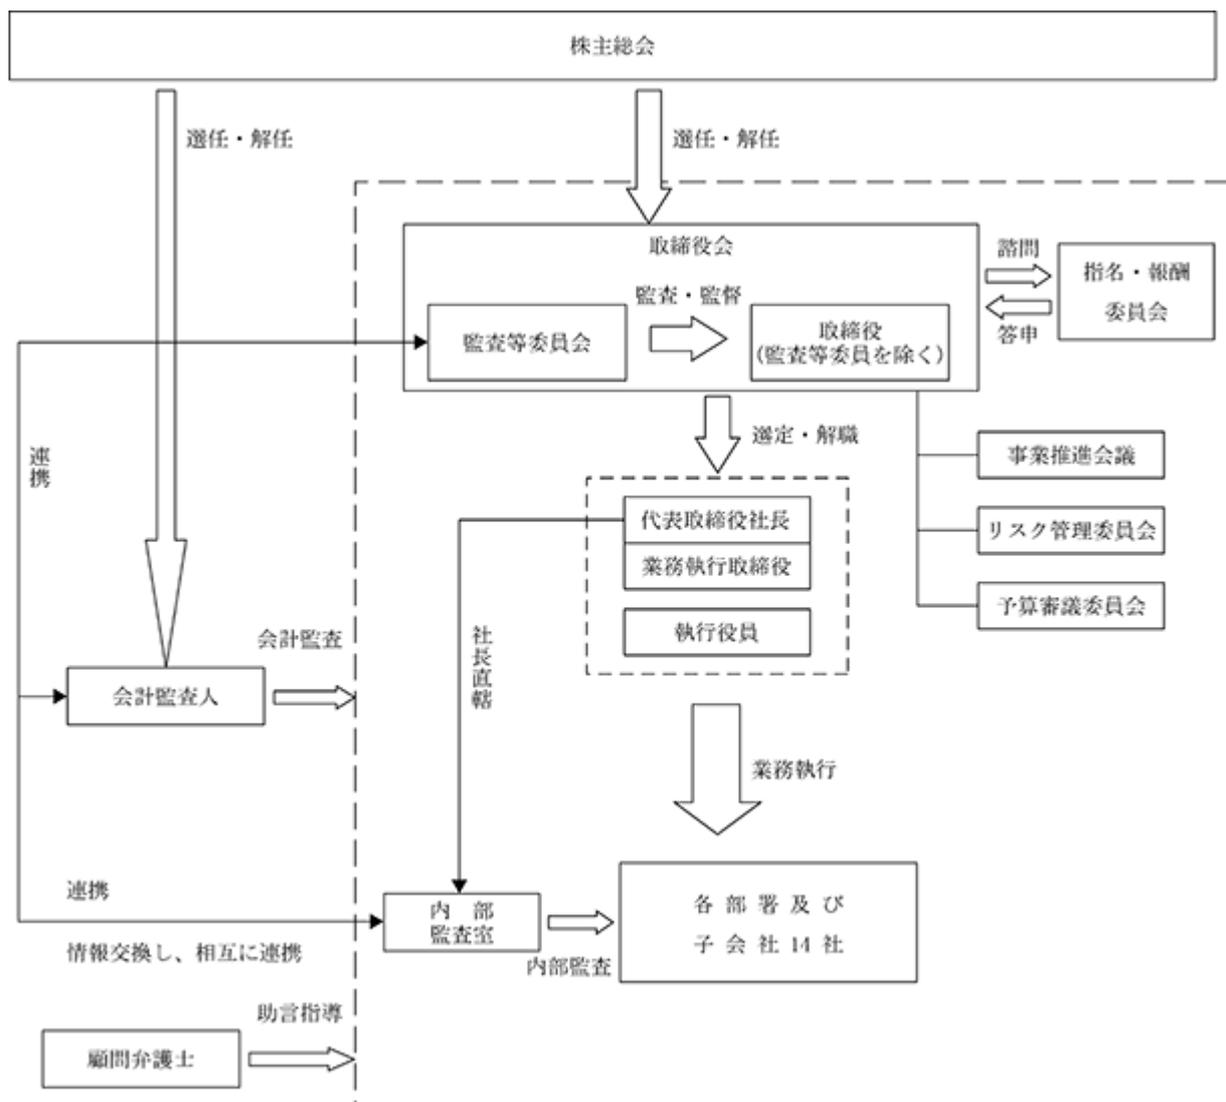 株主総会
選任・解任
選任・解任
取締役会
監査等委員会
監査・監督
取締役
(監査等委員を除く)
諮問
答申
指名・報酬
委員会
連携
選定・解職
事業推進会議
リスク管理委員会
予算審議委員会
代表取締役社長
業務執行取締役
執行役員
社長直轄
会計監査
会計監査人
業務執行
連携
情報交換し、相互に連携
内 部
監査室
内部監査
各 部 署 及 び
子 会 社 14 社
助言指導
顧問弁護士